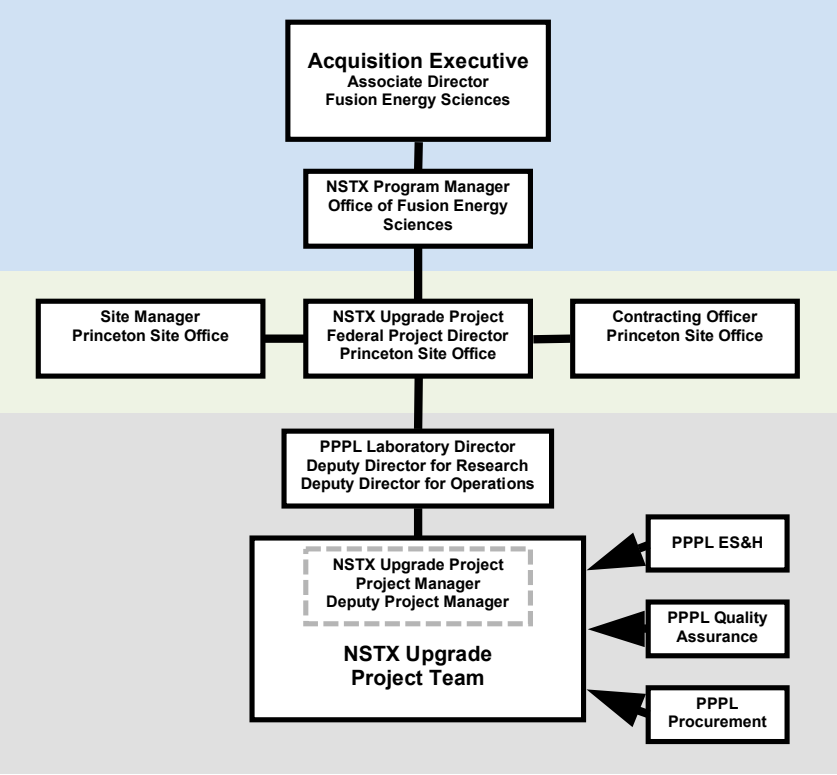 Acquisition Executive
Associate Director
Fusion Energy Sciences
NSTX Program Manager
Office of Fusion Energy
Sciences
Site Manager
Princeton Site Office
NSTX Upgrade Project
Federal Project Director
Princeton Site Office
Contracting Officer
Princeton Site Office
PPPL Laboratory Director
Deputy Director for Research
Deputy Director for Operations
NSTX Upgrade Project
Project Manager
Deputy Project Manager
NSTX Upgrade
Project Team
PPPL ES&H
PPPL Quality
Assurance
PPPL
Procurement